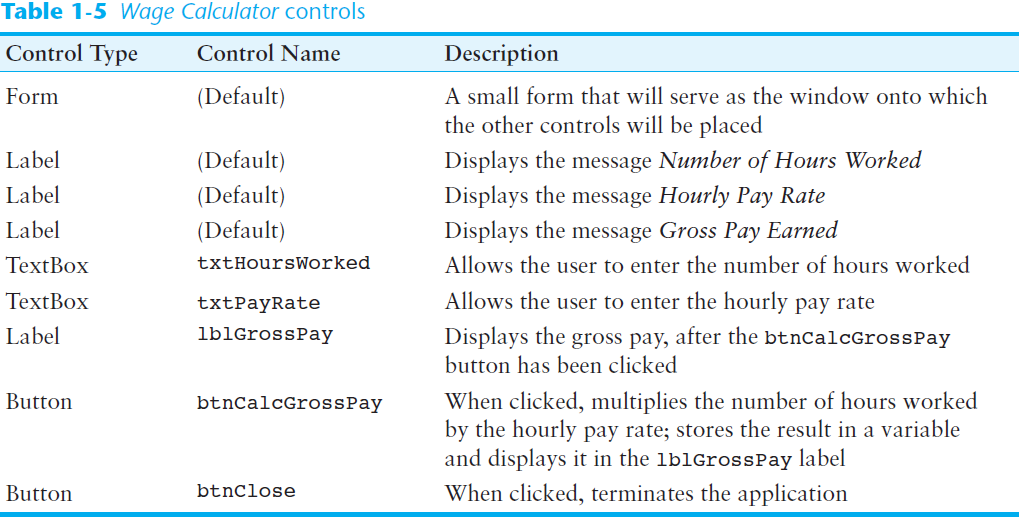 Table 1-5 Wage Calculator controls
Control Type Control Name Description
Form (Default) A small form that will serve as the window onto which
the other controls will be placed
Label (Default) Displays the message Number of Hours Worked
Label (Default) Displays the message Hourly Pay Rate
Label (Default) Displays the message Gross Pay Earned
TextBox txtHoursWorked Allows the user to enter the number of hours worked
TextBox txtPayRate Allows the user to enter the hourly pay rate
Label lblGrossPay Displays the gross pay, after the btnCalcGrossPay
button has been clicked
Button btnCalcGrossPay When clicked, multiplies the number of hours worked
by the hourly pay rate; stores the result in a variable
and displays it in the lblGrossPay label
Button btnClose When clicked, terminates the application